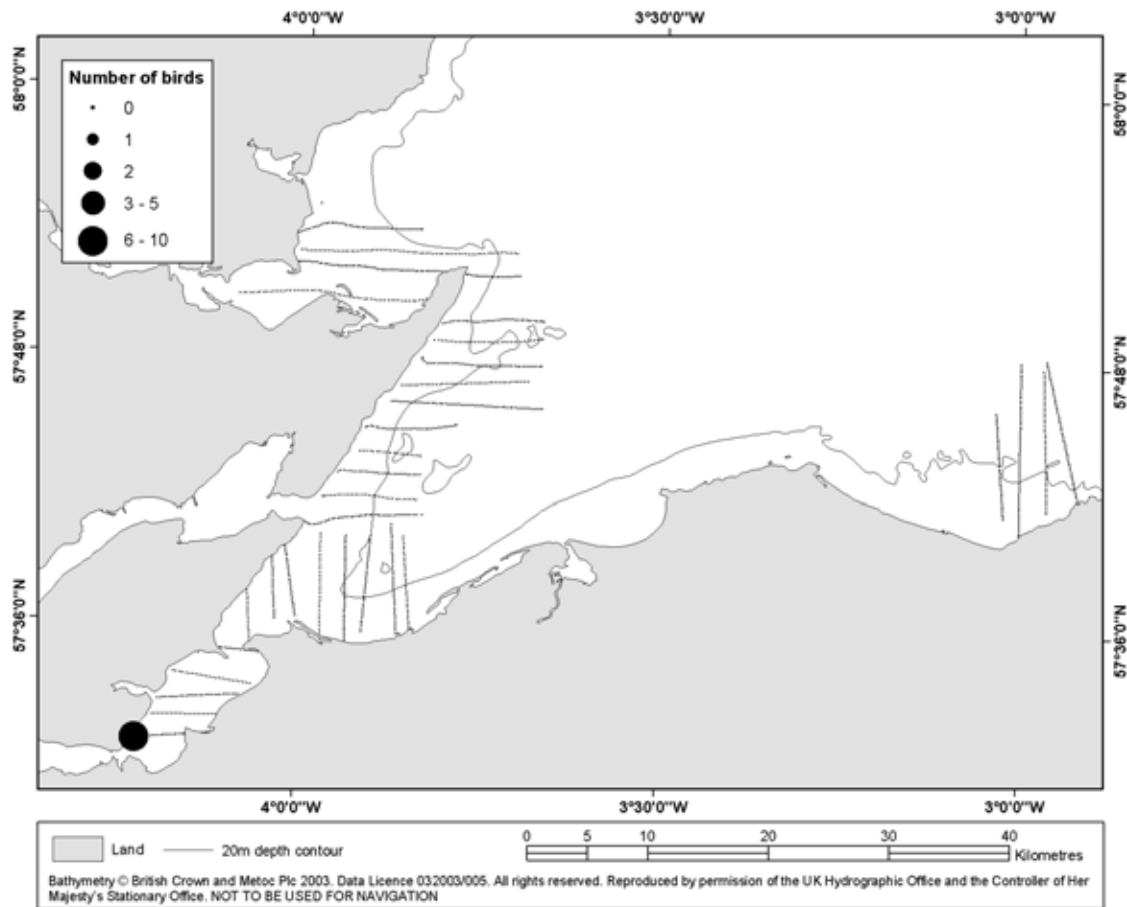 4°0'0"W 3°30'0"W 3°0'0"W
58°0'0"N
58°0'0"N
Number of birds
0
1
2
3 - 5
6 - 10
57°48'0"N
57°48'0"N
57°36'0"N
57°36'0"N
4°0'0"W 3°30'0"W 3°0'0"W
Land 20m depth contour
0 5 10 20 30 40
Kilometres
Bathymetry © British Crown and Metoc Plc 2003. Data Licence 032003/005. All rights reserved. Reproduced by permission of the UK Hydrographic Office and the Controller of Her
Majesty's Stationary Office. NOT TO BE USED FOR NAVIGATION